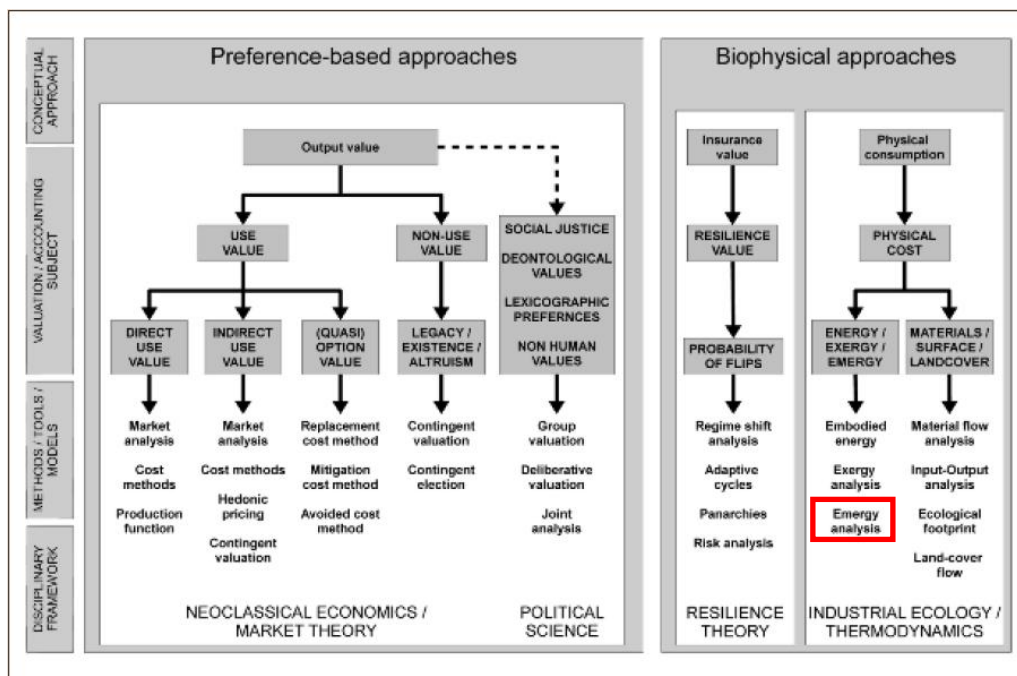 CONCEPTUAL
APPROACH
VALUATION / ACCOUNTING
SUBJECT
METHODS / TOOLS /
MODELS
DISCIPLINARY
FRAMEWORK
Preference-based approaches
Output value
USE
VALUE
NON-USE
VALUE
SOCIAL JUSTICE
DEONTOLOGICAL
VALUES
LEXICOGRAPHIC
PREFERNCES
NON HUMAN
VALUES
DIRECT
USE
VALUE
INDIRECT
USE
VALUE
(QUASI)
OPTION
VALUE
LEGACY /
EXISTENCE /
ALTRUISM
Market
analysis
Cost
methods
Production
function
Market
analysis
Cost methods
Hedonic
pricing
Contingent
valuation
Replacement
cost method
Mitigation
cost method
Avoided cost
method
Contingent
valuation
Contingent
election
Group
valuation
Deliberative
valuation
Joint
analysis
NEOCLASSICAL ECONOMICS /
MARKET THEORY
POLITICAL
SCIENCE
Biophysical approaches
Insurance
value
RESILIENCE
VALUE
PROBABILITY
OF FLIPS
Regime shift
analysis
Adaptive
cycles
Panarchies
Risk analysis
RESILIENCE
THEORY
Physical
consumption
PHYSICAL
COST
ENERGY /
EXERGY /
EMERGY
MATERIALS /
SURFACE /
LANDCOVER
Embodied
energy
Exergy
analysis
Emergy
analysis
Material flow
analysis
Input-Output
analysis
Ecological
footprint
Land-cover
flow
INDUSTRIAL ECOLOGY /
THERMODYNAMICS